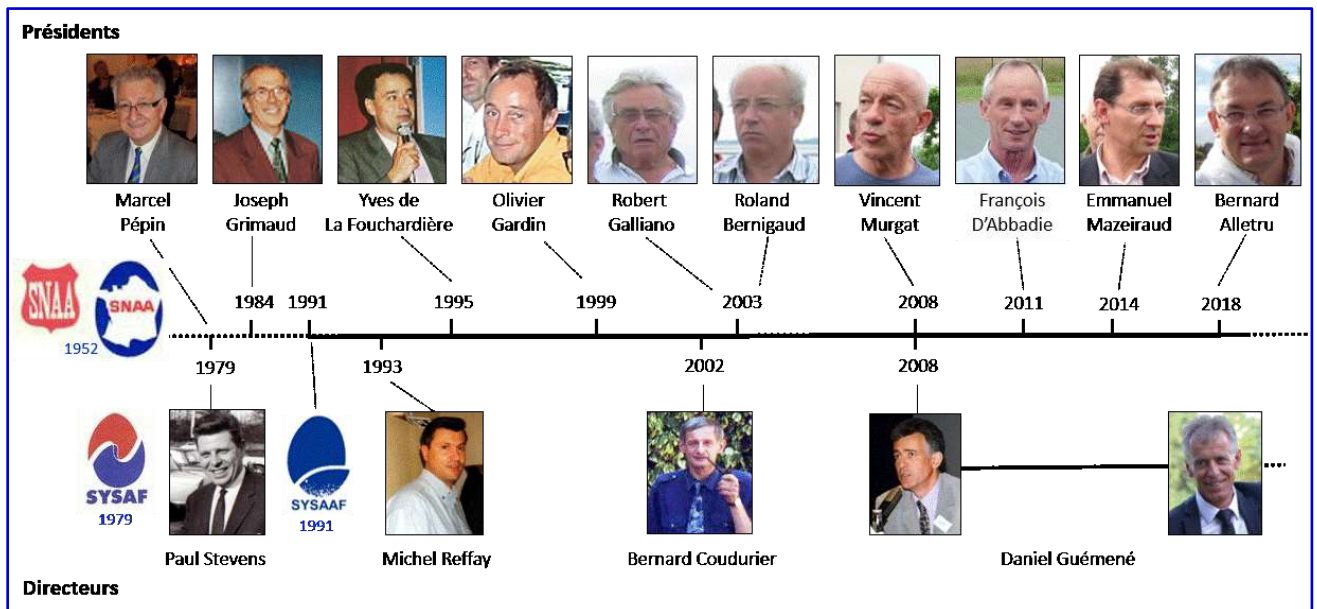 Présidents
Marcel
Pépin
Joseph
Grimaud
Yves de
La Fouchardière
Olivier
Gardin
Robert
Galliano
Roland
Bernigaud
Vincent
Murgat
François
D'Abbadie
Emmanuel
Mazeiraud
Bernard
Alletru
SNAA
SNAA
1952
1984
1991
1995
1999
2003
2008
2011
2014
2018
1979
1993
2002
2008
SYSAF
1979
SYSAAF
1991
Paul Stevens
Michel Reffay
Bernard Coudurier
Daniel Guémené
Directeurs